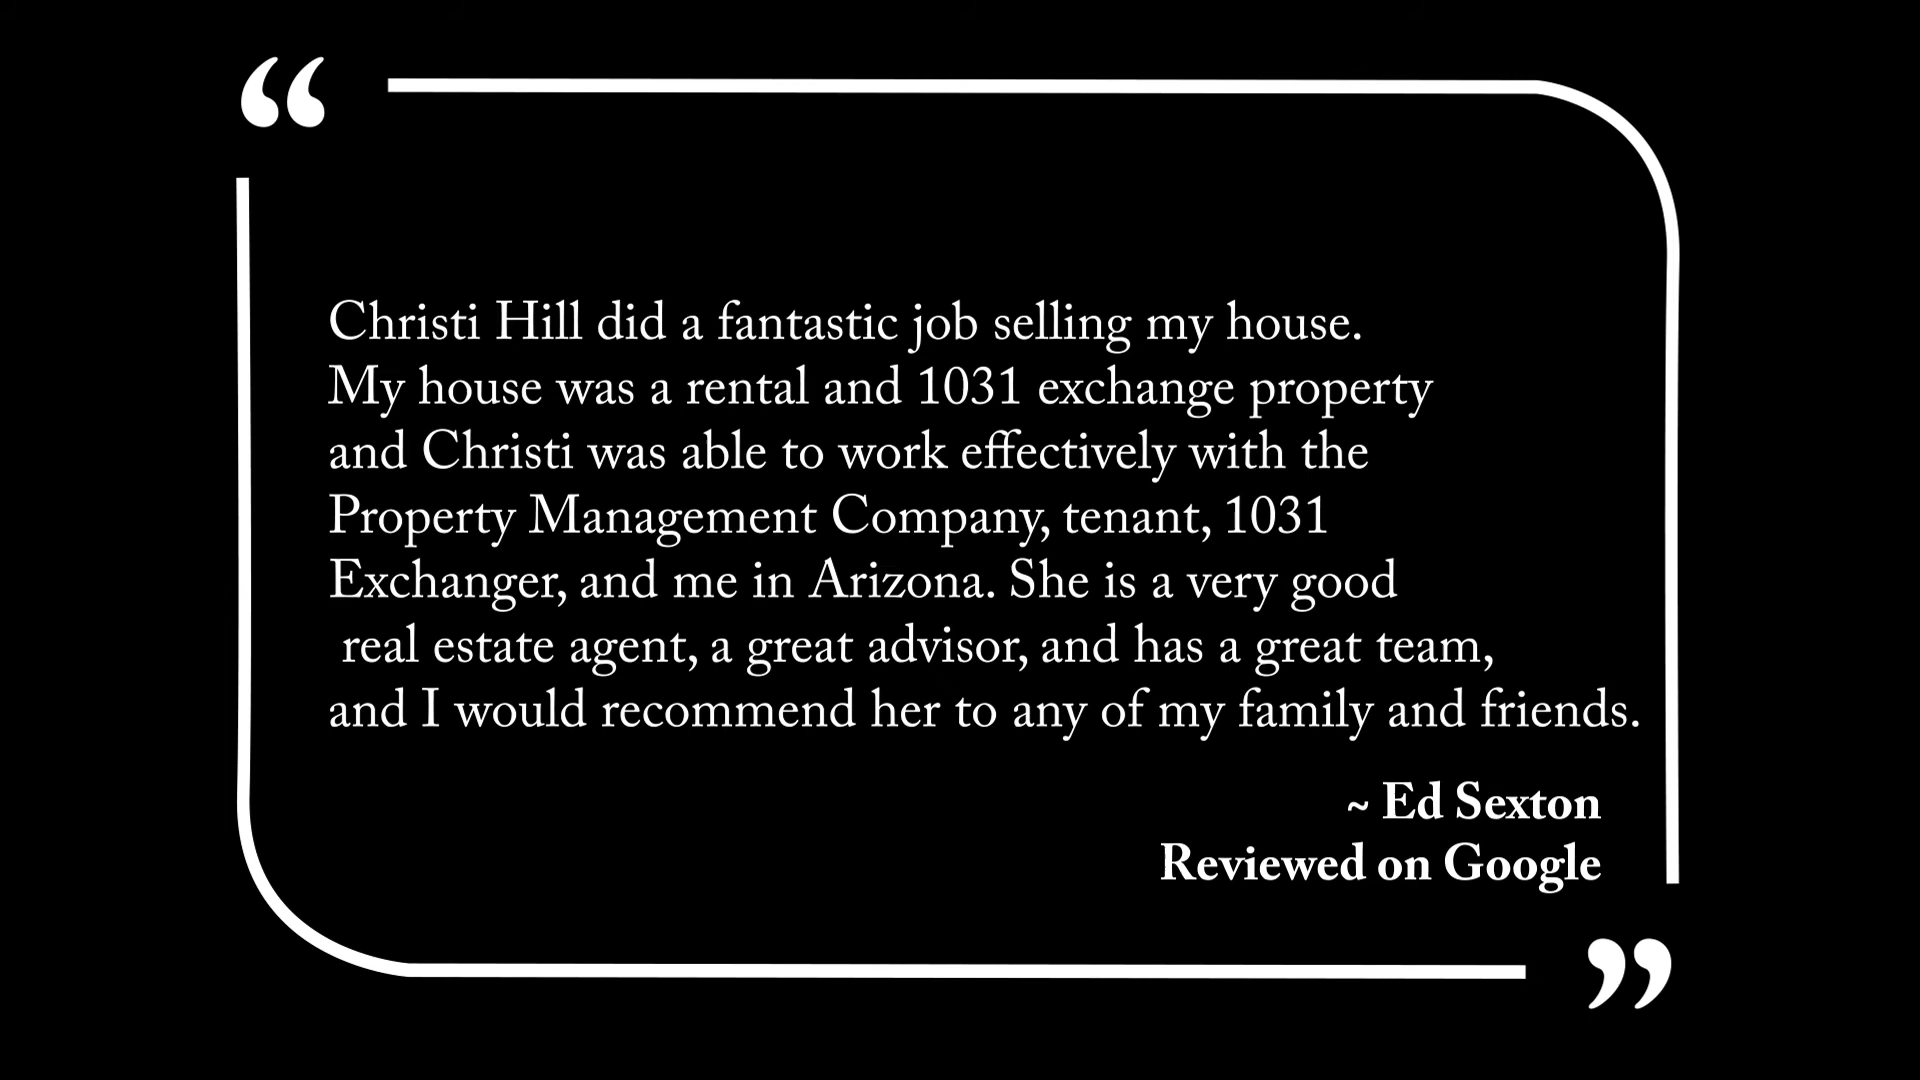 “
Christi Hill did a fantastic job selling my house.
My house was a rental and 1031 exchange property
and Christi was able to work effectively with the
Property Management Company, tenant, 1031
Exchanger, and me in Arizona. She is a very good
real estate agent, a great advisor, and has a great team,
and I would recommend her to any of my family and friends.
~ Ed Sexton
Reviewed on Google
”